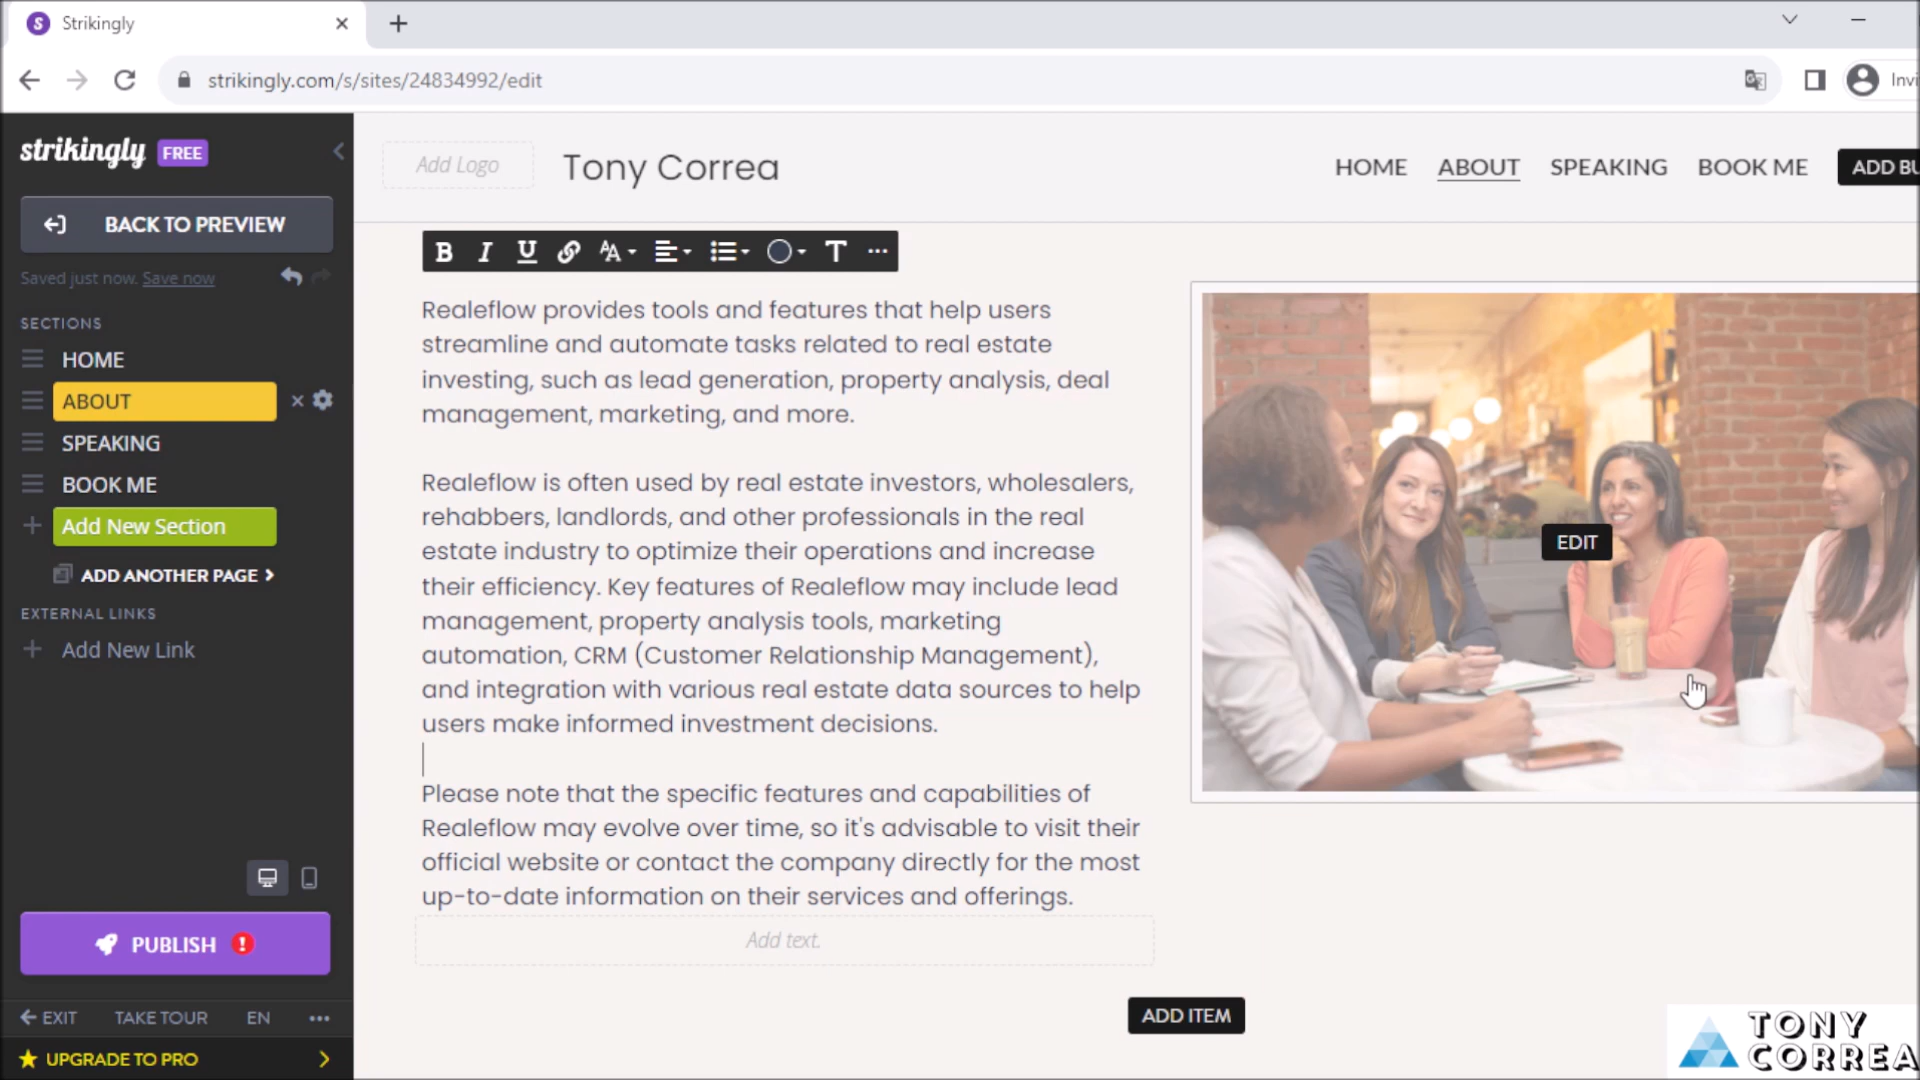 Strikingly
strikingly.com/s/sites/24834992/edit
strikingly FREE
BACK TO PREVIEW
Saved just now. Save now
SECTIONS
HOME
ABOUT
SPEAKING
BOOK ME
Add New Section
ADD ANOTHER PAGE
EXTERNAL LINKS
Add New Link
PUBLISH
EXIT TAKE TOUR EN
UPGRADE TO PRO
Add Logo
Tony Correa
HOME ABOUT SPEAKING BOOK ME ADD BU
Realeflow provides tools and features that help users
streamline and automate tasks related to real estate
investing, such as lead generation, property analysis, deal
management, marketing, and more.
Realeflow is often used by real estate investors, wholesalers,
rehabbers, landlords, and other professionals in the real
estate industry to optimize their operations and increase
their efficiency. Key features of Realeflow may include lead
management, property analysis tools, marketing
automation, CRM (Customer Relationship Management),
and integration with various real estate data sources to help
users make informed investment decisions.
Please note that the specific features and capabilities of
Realeflow may evolve over time, so it's advisable to visit their
official website or contact the company directly for the most
up-to-date information on their services and offerings.
Add text.
EDIT
ADD ITEM
TONY
CORREA